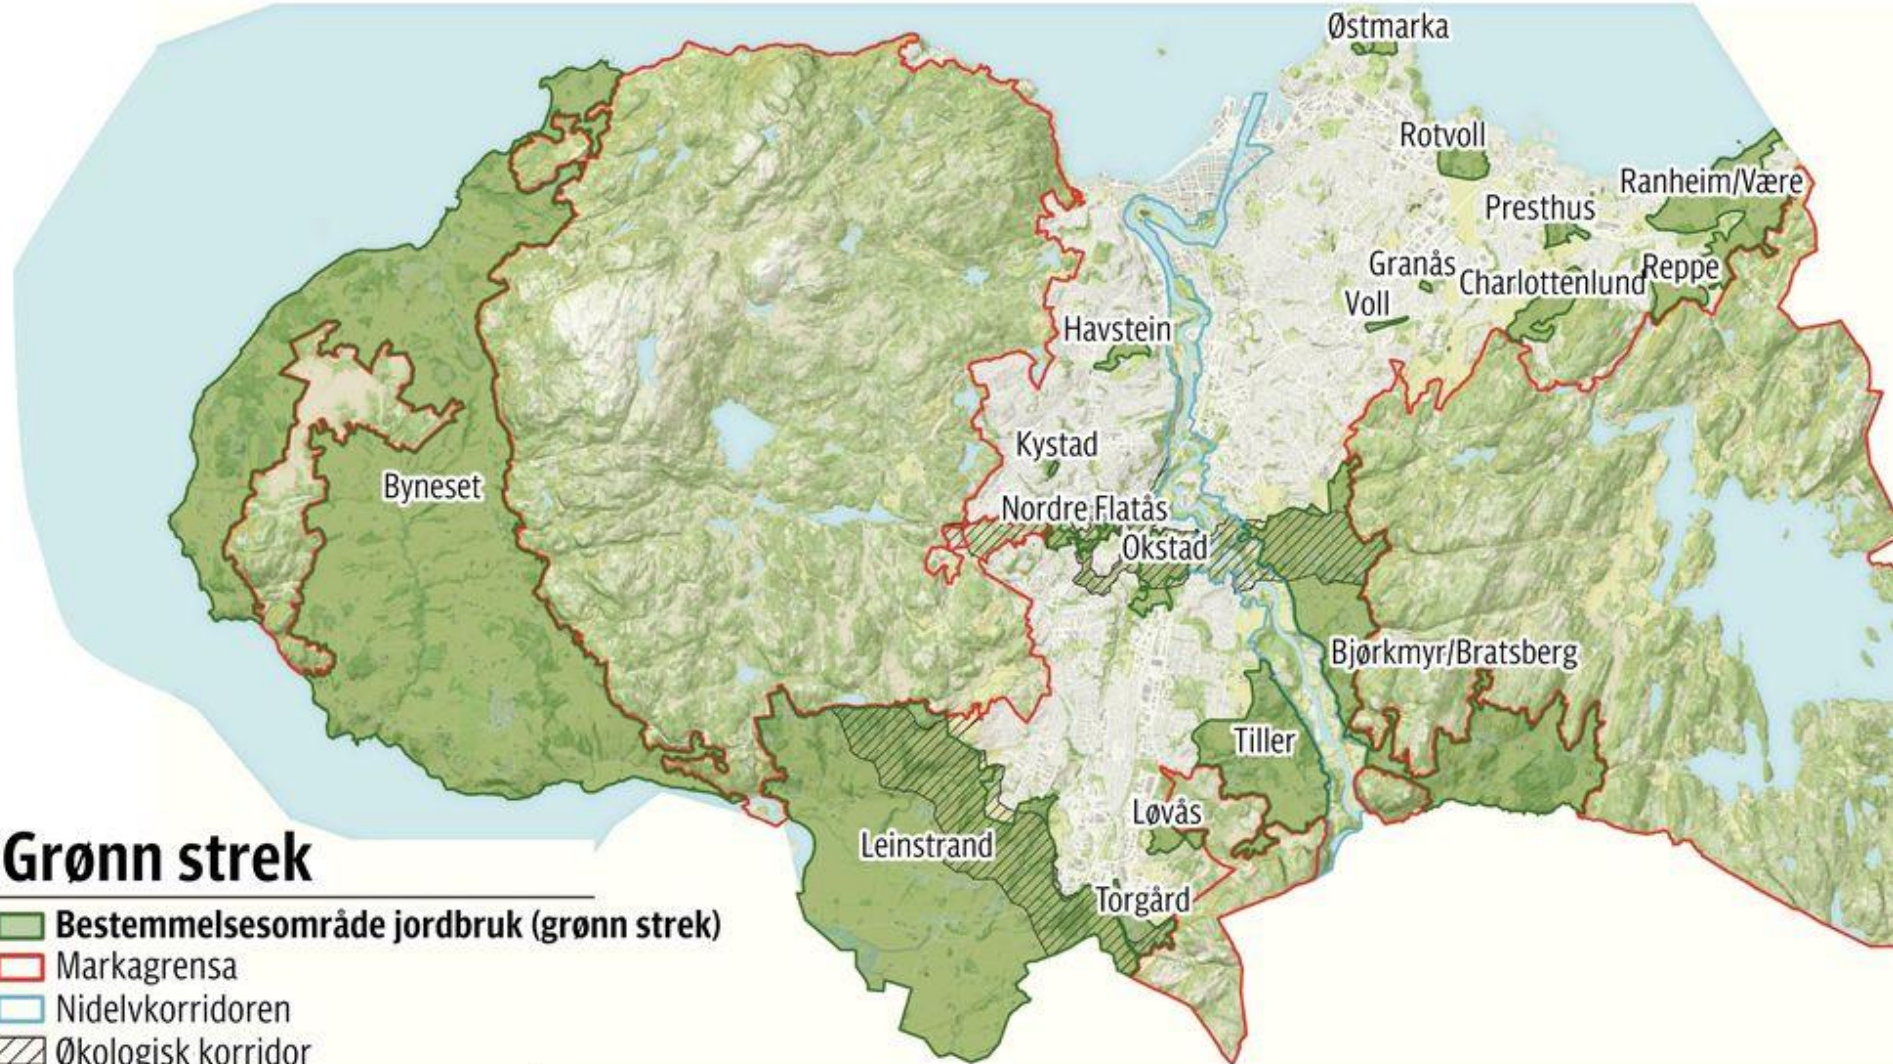 Østmarka
Rotvoll
Ranheim/Være
Presthus
Granås
Charlottenlund
Reppe
Voll
Havstein
Kystad
Byneset
Nordre Flatås
Okstad
Bjørkmyr/Bratsberg
Tiller
Løvås
Leinstrand
Torgård
Grønn strek
Bestemmelsesområde jordbruk (grønn strek)
Markagrensa
Nidelvkorridoren
Økologisk korridor